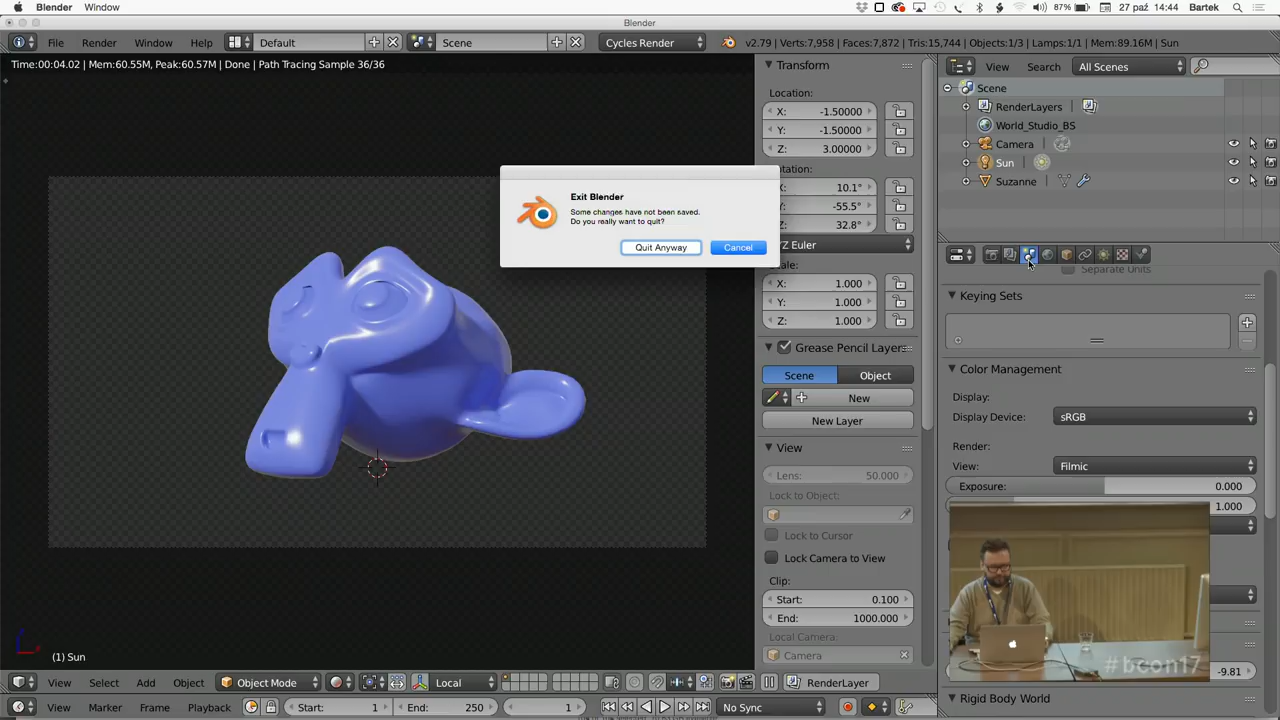 Blender Window 87% 27 paź 14:44 Bartek
Blender
File Render Window Help Default Scene Cycles Render v2.79 | Verts:7,958 | Faces:7,872 | Tris:15,744 | Objects:1/3 | Lamps:1/1 | Mem:89.16M | Sun
Time:00:04.02 | Mem:60.55M, Peak:60.57M | Done | Path Tracing Sample 36/36
Transform
Location:
X: -1.50000
Y: -1.50000
Z: 3.00000
otation:
X: 10.1°
Y: -55.5°
Z: 32.8°
YZ Euler
cale:
X: 1.000
Y: 1.000
Z: 1.000
Grease Pencil Layers
Scene Object
New
New Layer
View
Lens: 50.000
Lock to Object:
Lock to Cursor
Lock Camera to View
Clip:
Start: 0.100
End: 1000.000
Local Camera:
Camera
Exit Blender
Some changes have not been saved.
Do you really want to quit?
Quit Anyway Cancel
View Search All Scenes
Scene
RenderLayers
World_Studio_BS
Camera
Sun
Suzanne
Separate Units
Keying Sets
Color Management
Display:
Display Device: sRGB
Render:
View: Filmic
Exposure: 0.000
1.000
#bcon17
-9.81
Rigid Body World
(1) Sun
View Select Add Object Object Mode Local RenderLayer
View Marker Frame Playback Start: 1 End: 250 1 No Sync